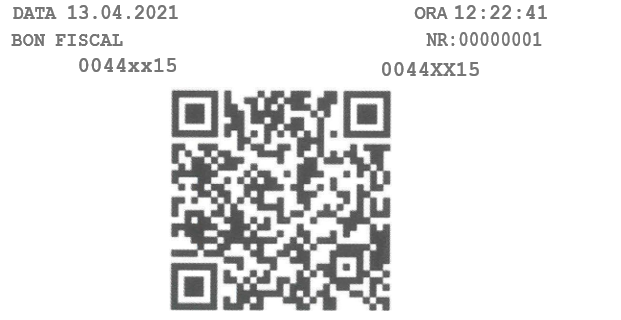 DATA 13.04.2021 ORA 12:22:41
BON FISCAL NR:00000001
0044xx15 0044XX15